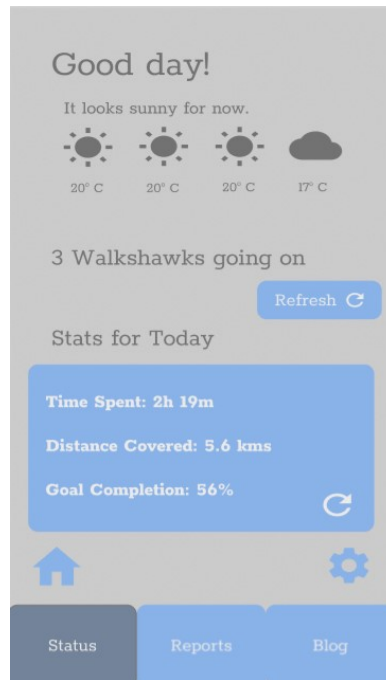 Good day!
It looks sunny for now.
20° C 20° C 20° C 17° C
3 Walkshawks going on
Refresh
Stats for Today
Time Spent: 2h 19m
Distance Covered: 5.6 kms
Goal Completion: 56%
Status Reports Blog